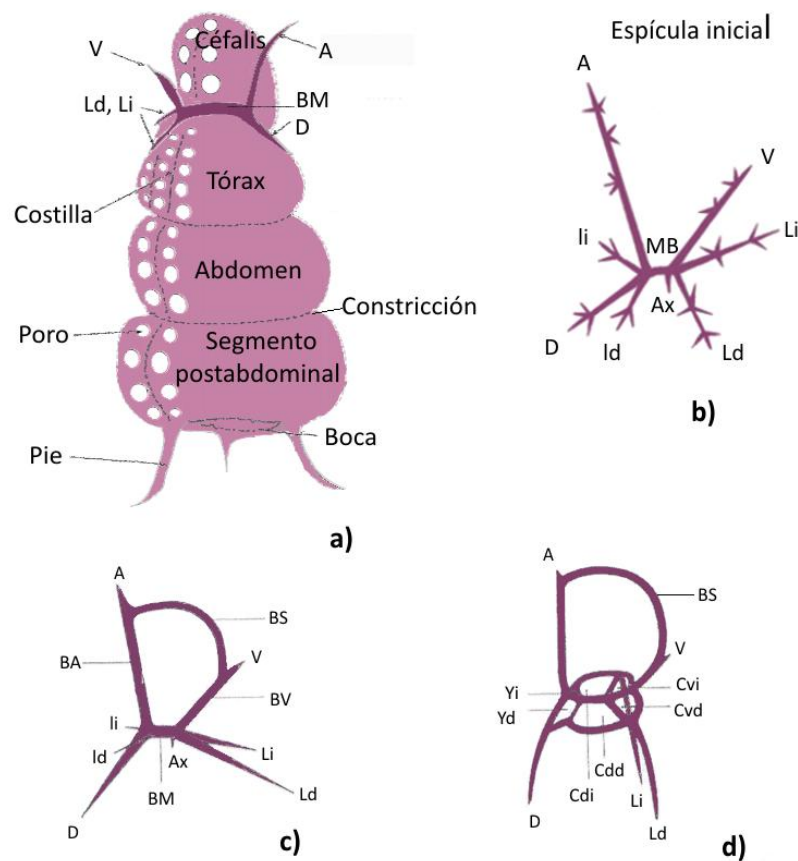 Céfalis
V
A
Ld, Li
BM
D
Tórax
Costilla
Abdomen
Constricción
Poro
Segmento
postabdominal
Boca
Pie
a)
Espícula inicial
A
V
li
MB
Li
Ax
D
ld
Ld
b)
A
BS
BA
V
BV
li
ld
Ax
Li
BM
Ld
D
c)
A
BS
V
Yi
Cvi
Yd
Cvd
Cdd
Cdi
Li
D
Ld
d)